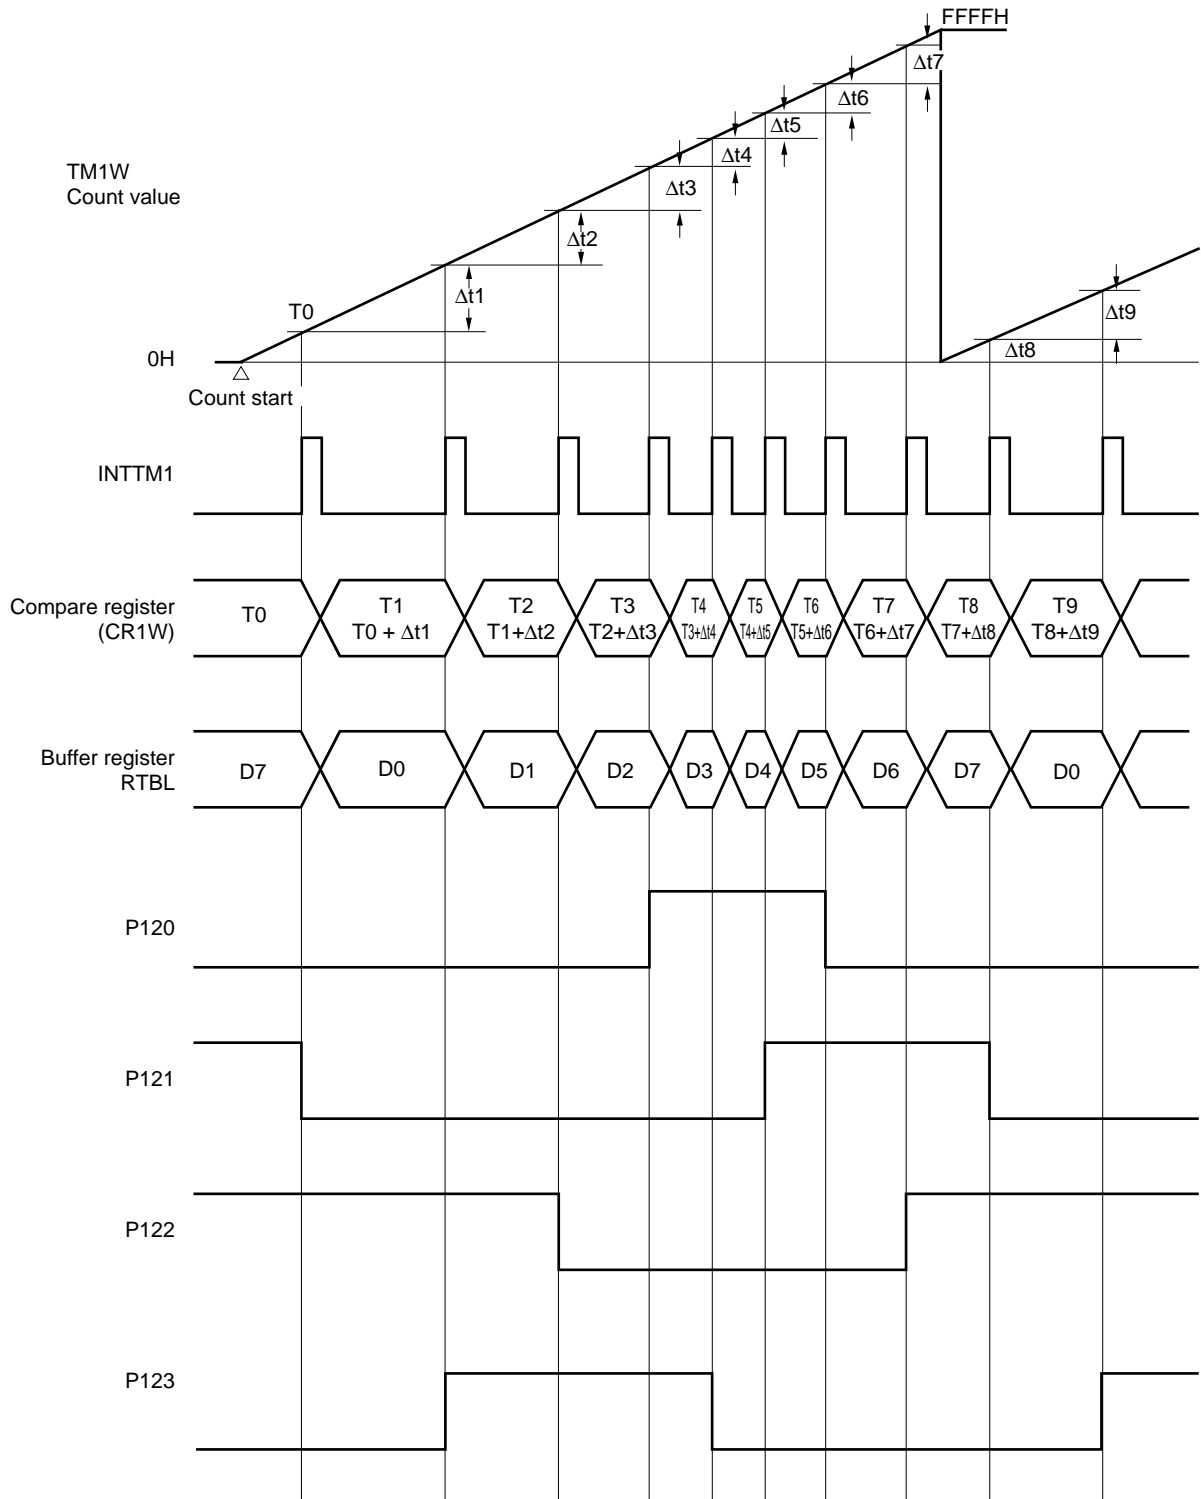 FFFFH
Δt7
Δt6
Δt5
Δt4
TM1W
Count value
Δt3
Δt2
Δt1
T0
Δt9
0H
Δt8
Count start
INTTM1
Compare register
(CR1W)
T0
T1
T0 + Δt1
T2
T1+Δt2
T3
T2+Δt3
T4
T3+Δt4
T5
T4+Δt5
T6
T5+Δt6
T7
T6+Δt7
T8
T7+Δt8
T9
T8+Δt9
Buffer register
RTBL
D7
D0
D1
D2
D3
D4
D5
D6
D7
D0
P120
P121
P122
P123